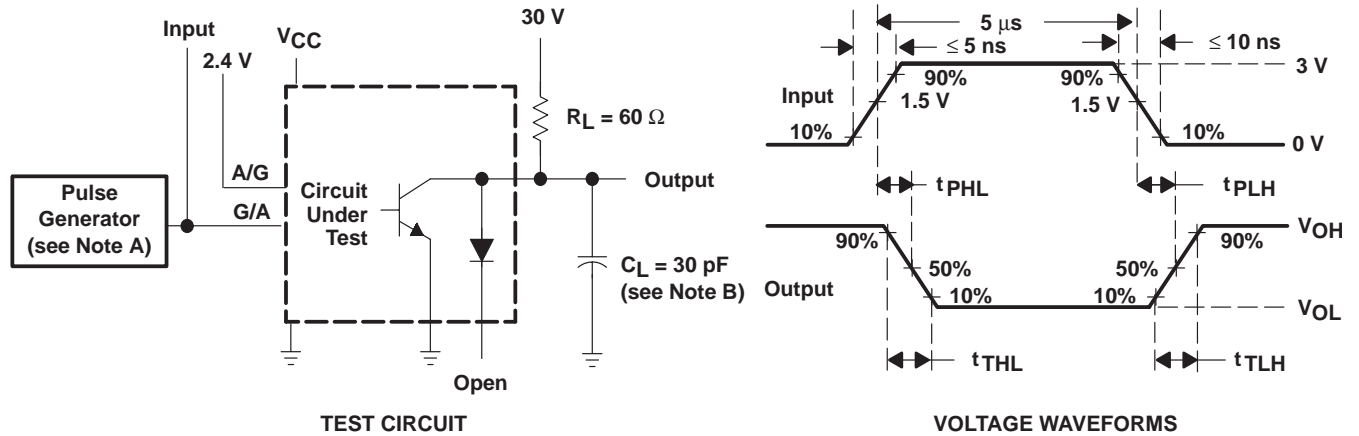 Input
2.4 V
VCC
30 V
RL = 60 Ω
A/G
G/A
Pulse
Generator
(see Note A)
Circuit
Under
Test
Output
CL = 30 pF
(see Note B)
Open
TEST CIRCUIT
5 μs
≤ 5 ns
≤ 10 ns
90%
90%
3 V
Input
1.5 V
1.5 V
10%
10%
0 V
tPHL
tPLH
90%
90%
VOH
50%
50%
Output
10%
10%
VOL
tTHL
tTLH
VOLTAGE WAVEFORMS